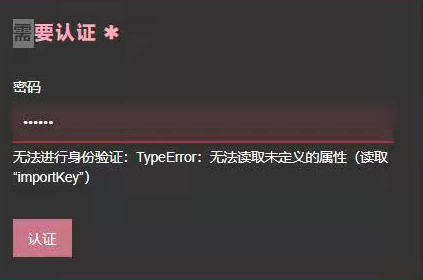 需要认证 *
密码
••••••
无法进行身份验证：TypeError：无法读取未定义的属性（读取
“importKey”）
认证